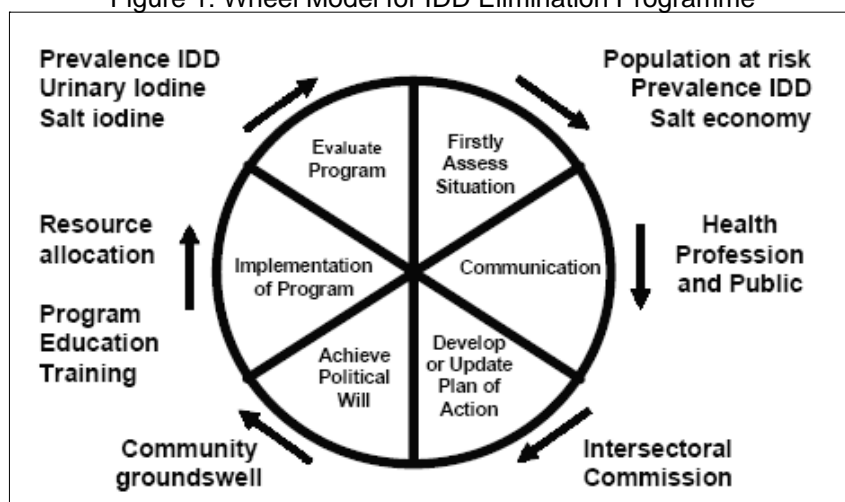 Figure 1: Wheel Model for IDD Elimination Programme
Prevalence IDD
Urinary Iodine
Salt iodine
Population at risk
Prevalence IDD
Salt economy
Evaluate
Program
Firstly
Assess
Situation
Resource
allocation
Program
Education
Training
Implementation
of Program
Communication
Health
Profession
and Public
Achieve
Political
Will
Develop
or Update
Plan of
Action
Community
groundswell
Intersectoral
Commission